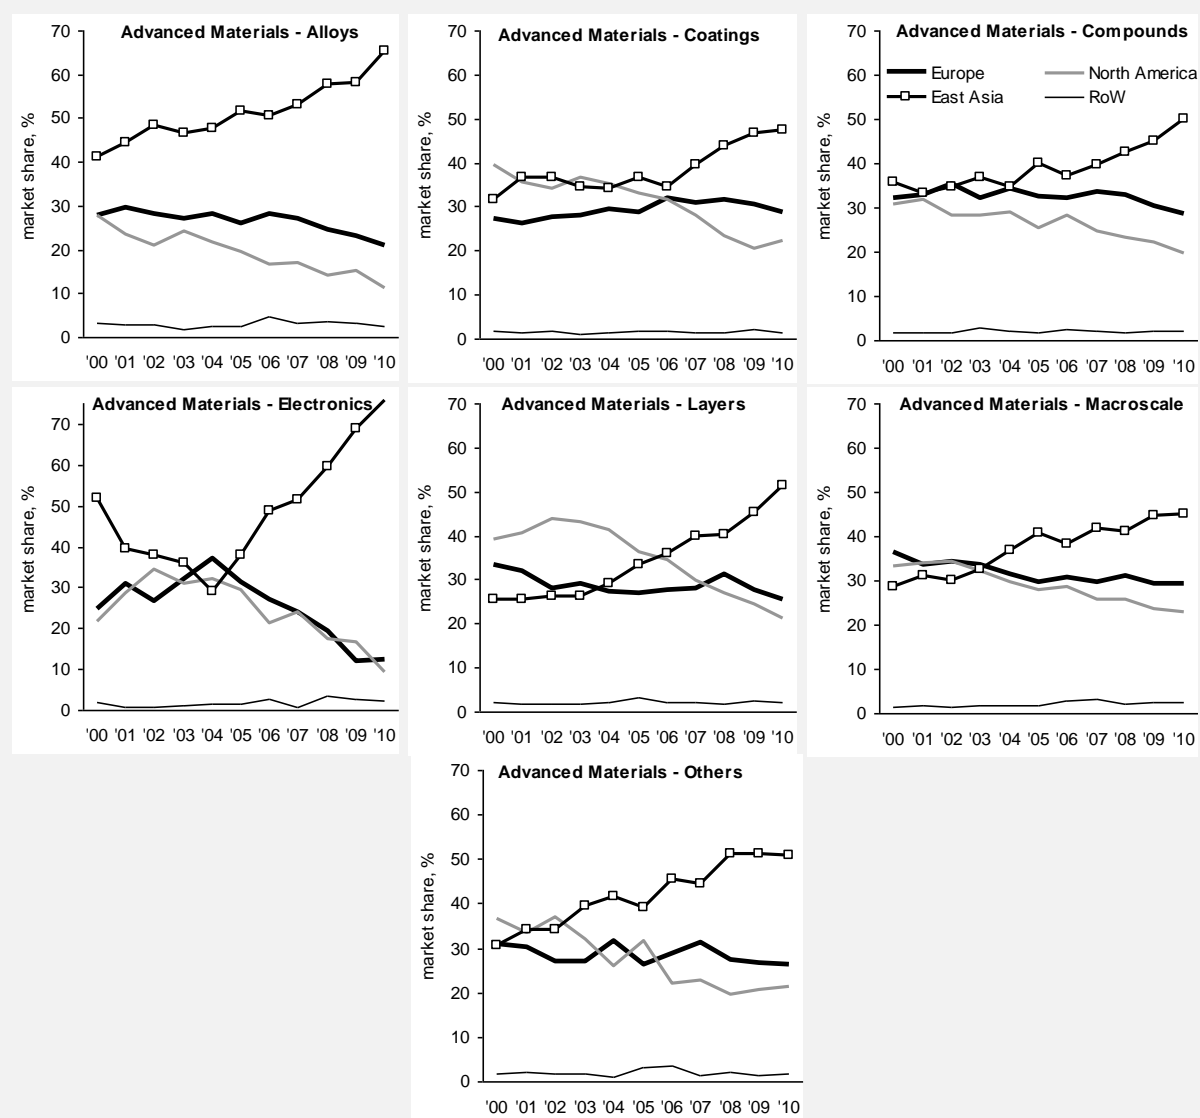 Advanced Materials - Alloys
market share, %
70
60
50
40
30
20
10
0
'00 '01 '02 '03 '04 '05 '06 '07 '08 '09 '10
Advanced Materials - Coatings
market share, %
70
60
50
40
30
20
10
0
'00 '01 '02 '03 '04 '05 '06 '07 '08 '09 '10
Advanced Materials - Compounds
Europe North America
East Asia RoW
market share, %
70
60
50
40
30
20
10
0
'00 '01 '02 '03 '04 '05 '06 '07 '08 '09 '10
Advanced Materials - Electronics
market share, %
70
60
50
40
30
20
10
0
'00 '01 '02 '03 '04 '05 '06 '07 '08 '09 '10
Advanced Materials - Layers
market share, %
70
60
50
40
30
20
10
0
'00 '01 '02 '03 '04 '05 '06 '07 '08 '09 '10
Advanced Materials - Macroscale
market share, %
70
60
50
40
30
20
10
0
'00 '01 '02 '03 '04 '05 '06 '07 '08 '09 '10
Advanced Materials - Others
market share, %
70
60
50
40
30
20
10
0
'00 '01 '02 '03 '04 '05 '06 '07 '08 '09 '10